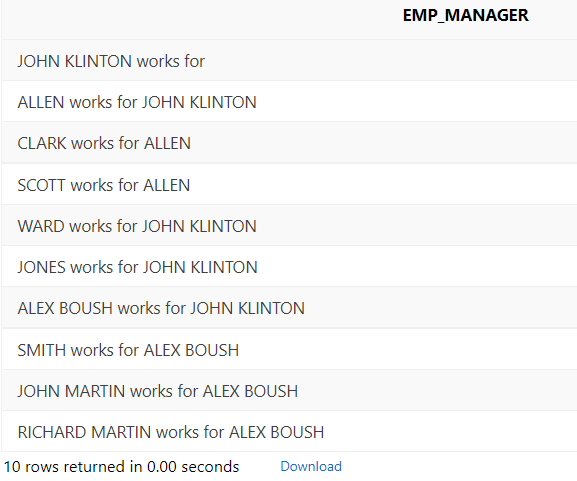 EMP_MANAGER
JOHN KLINTON works for
ALLEN works for JOHN KLINTON
CLARK works for ALLEN
SCOTT works for ALLEN
WARD works for JOHN KLINTON
JONES works for JOHN KLINTON
ALEX BOUSH works for JOHN KLINTON
SMITH works for ALEX BOUSH
JOHN MARTIN works for ALEX BOUSH
RICHARD MARTIN works for ALEX BOUSH
10 rows returned in 0.00 seconds Download